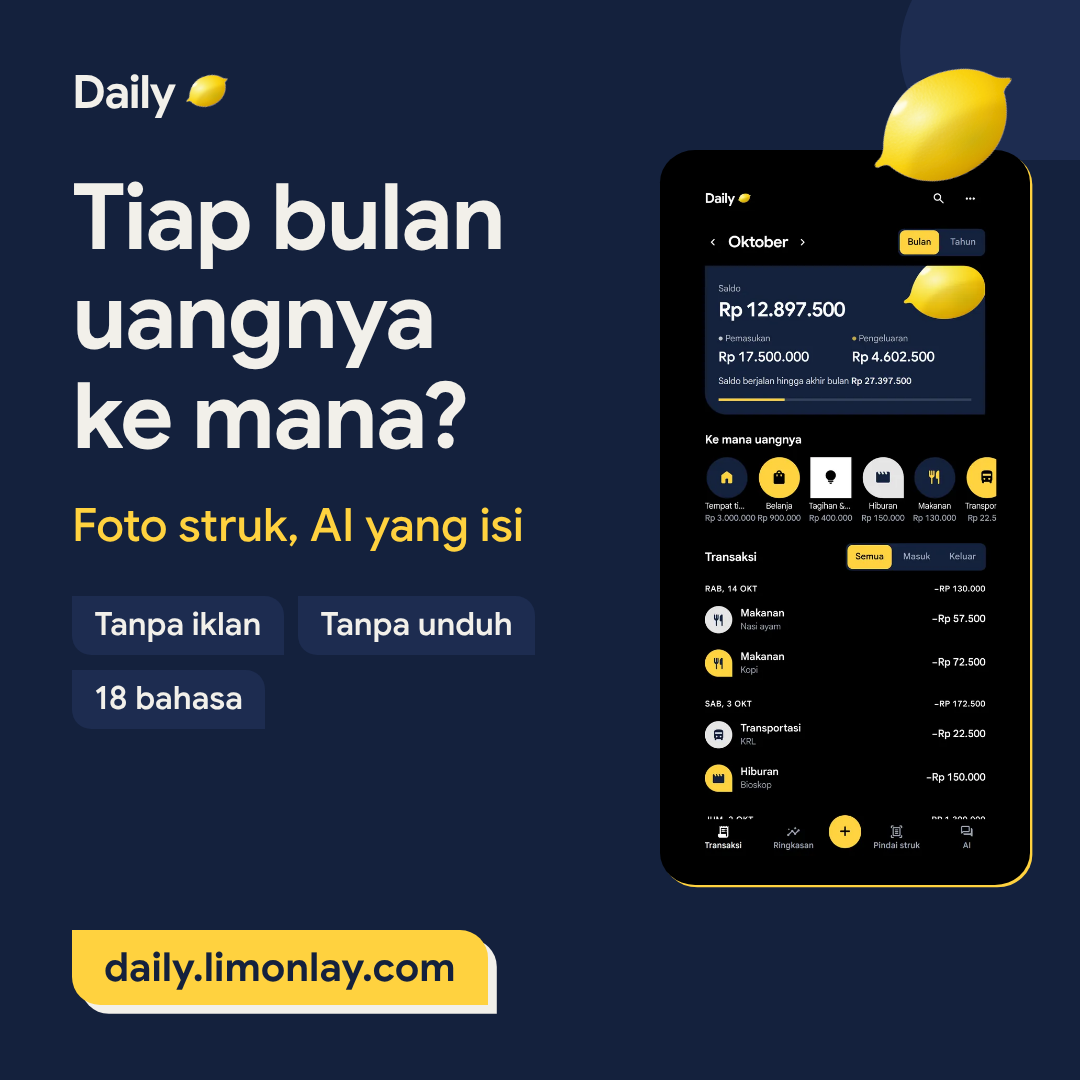 Daily
Tiap bulan
uangnya
ke mana?
Foto struk, AI yang isi
Tanpa iklan
Tanpa unduh
18 bahasa
daily.limonlay.com
Daily
Oktober
Bulan
Tahun
Saldo
Rp 12.897.500
Pemasukan
Pengeluaran
Rp 17.500.000
Rp 4.602.500
Saldo berjalan hingga akhir bulan Rp 27.397.500
Ke mana uangnya
Tempat ti...
Belanja
Tagihan &...
Hiburan
Makanan
Transpor
Rp 3.000.000
Rp 900.000
Rp 400.000
Rp 150.000
Rp 130.000
Rp 22.5
Transaksi
Semua
Masuk
Keluar
RAB, 14 OKT
−RP 130.000
Makanan
Nasi ayam
−Rp 57.500
Makanan
Kopi
−Rp 72.500
SAB, 3 OKT
−RP 172.500
Transportasi
KRL
−Rp 22.500
Hiburan
Bioskop
−Rp 150.000
Transaksi
Ringkasan
+
Pindai struk
AI